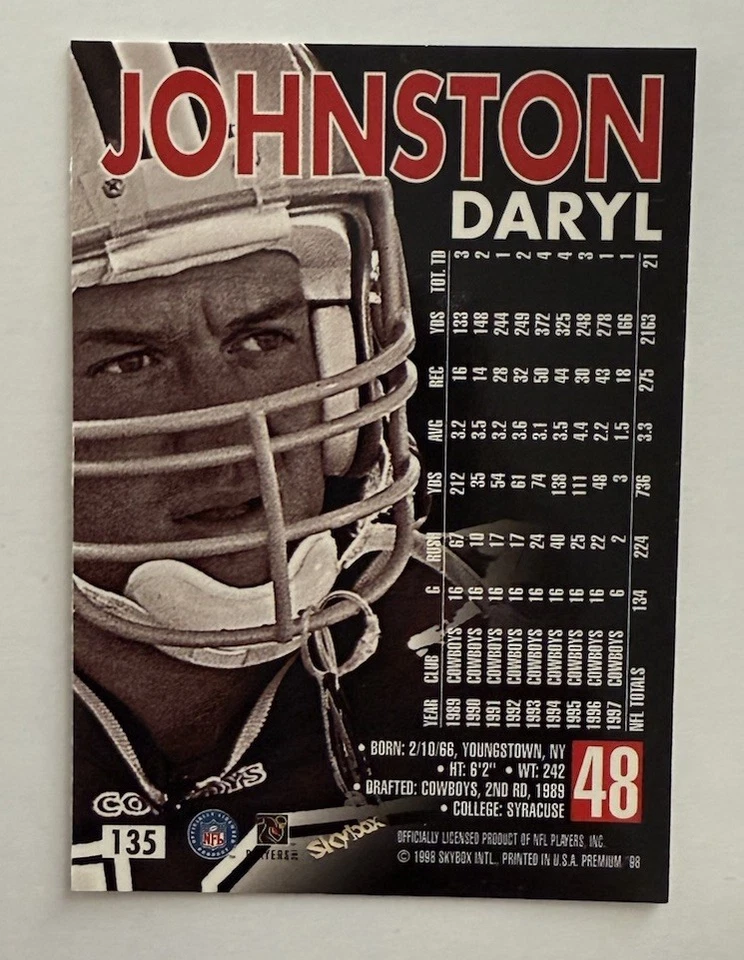 JOHNSTON
DARYL
YEAR CLUB G RUSH YDS AVG REC YDS TOT. TD
1989 COWBOYS 16 67 212 3.2 16 133 3
1990 COWBOYS 16 10 35 3.5 14 148 2
1991 COWBOYS 16 17 54 3.2 28 244 1
1992 COWBOYS 16 17 61 3.6 32 249 2
1993 COWBOYS 16 24 74 3.1 50 372 4
1994 COWBOYS 16 40 138 3.5 44 325 4
1995 COWBOYS 16 25 111 4.4 30 248 3
1996 COWBOYS 16 22 48 2.2 43 278 1
1997 COWBOYS 6 2 3 1.5 18 166 1
NFL TOTALS 134 224 736 3.3 275 2163 21
• BORN: 2/10/66, YOUNGSTOWN, NY
• HT: 6'2" • WT: 242
• DRAFTED: COWBOYS, 2ND RD, 1989
• COLLEGE: SYRACUSE
48
135
NFL
PLAYERS
SkyBox
OFFICIALLY LICENSED PRODUCT OF NFL PLAYERS, INC.
© 1998 SKYBOX INTL., PRINTED IN U.S.A. PREMIUM '98